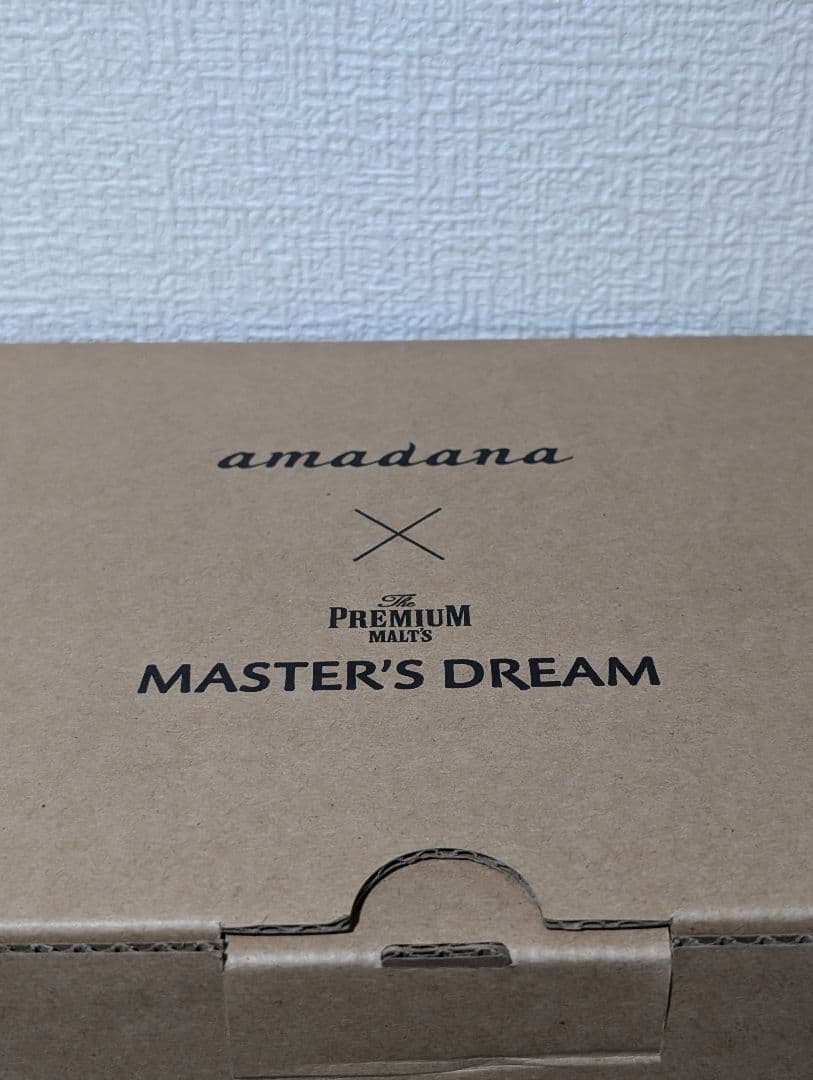 amadana
×
The
PREMIUM
MALT'S
MASTER'S DREAM